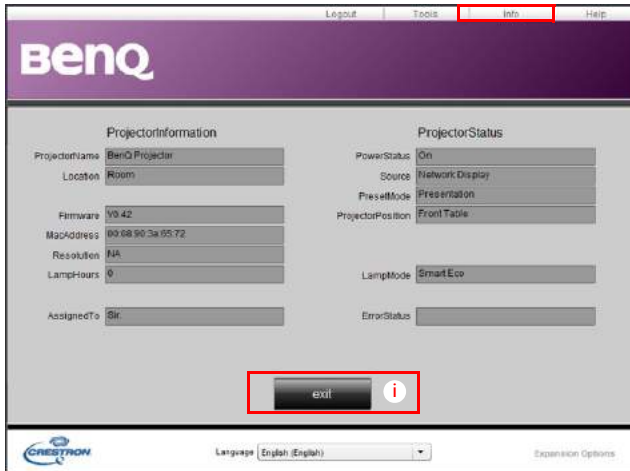 Logout Tools Info Help
BenQ
ProjectorInformation
ProjectorName BenQ Projector
Location Room
Firmware V0.42
MacAddress 00:08:90:3a:65:72
Resolution NA
LampHours 0
AssignedTo Sir.
ProjectorStatus
PowerStatus On
Source Network Display
PresetMode Presentation
ProjectorPosition Front Table
LampMode Smart Eco
ErrorStatus
exit i
CRESTRON
Language English (English)
Expansion Options